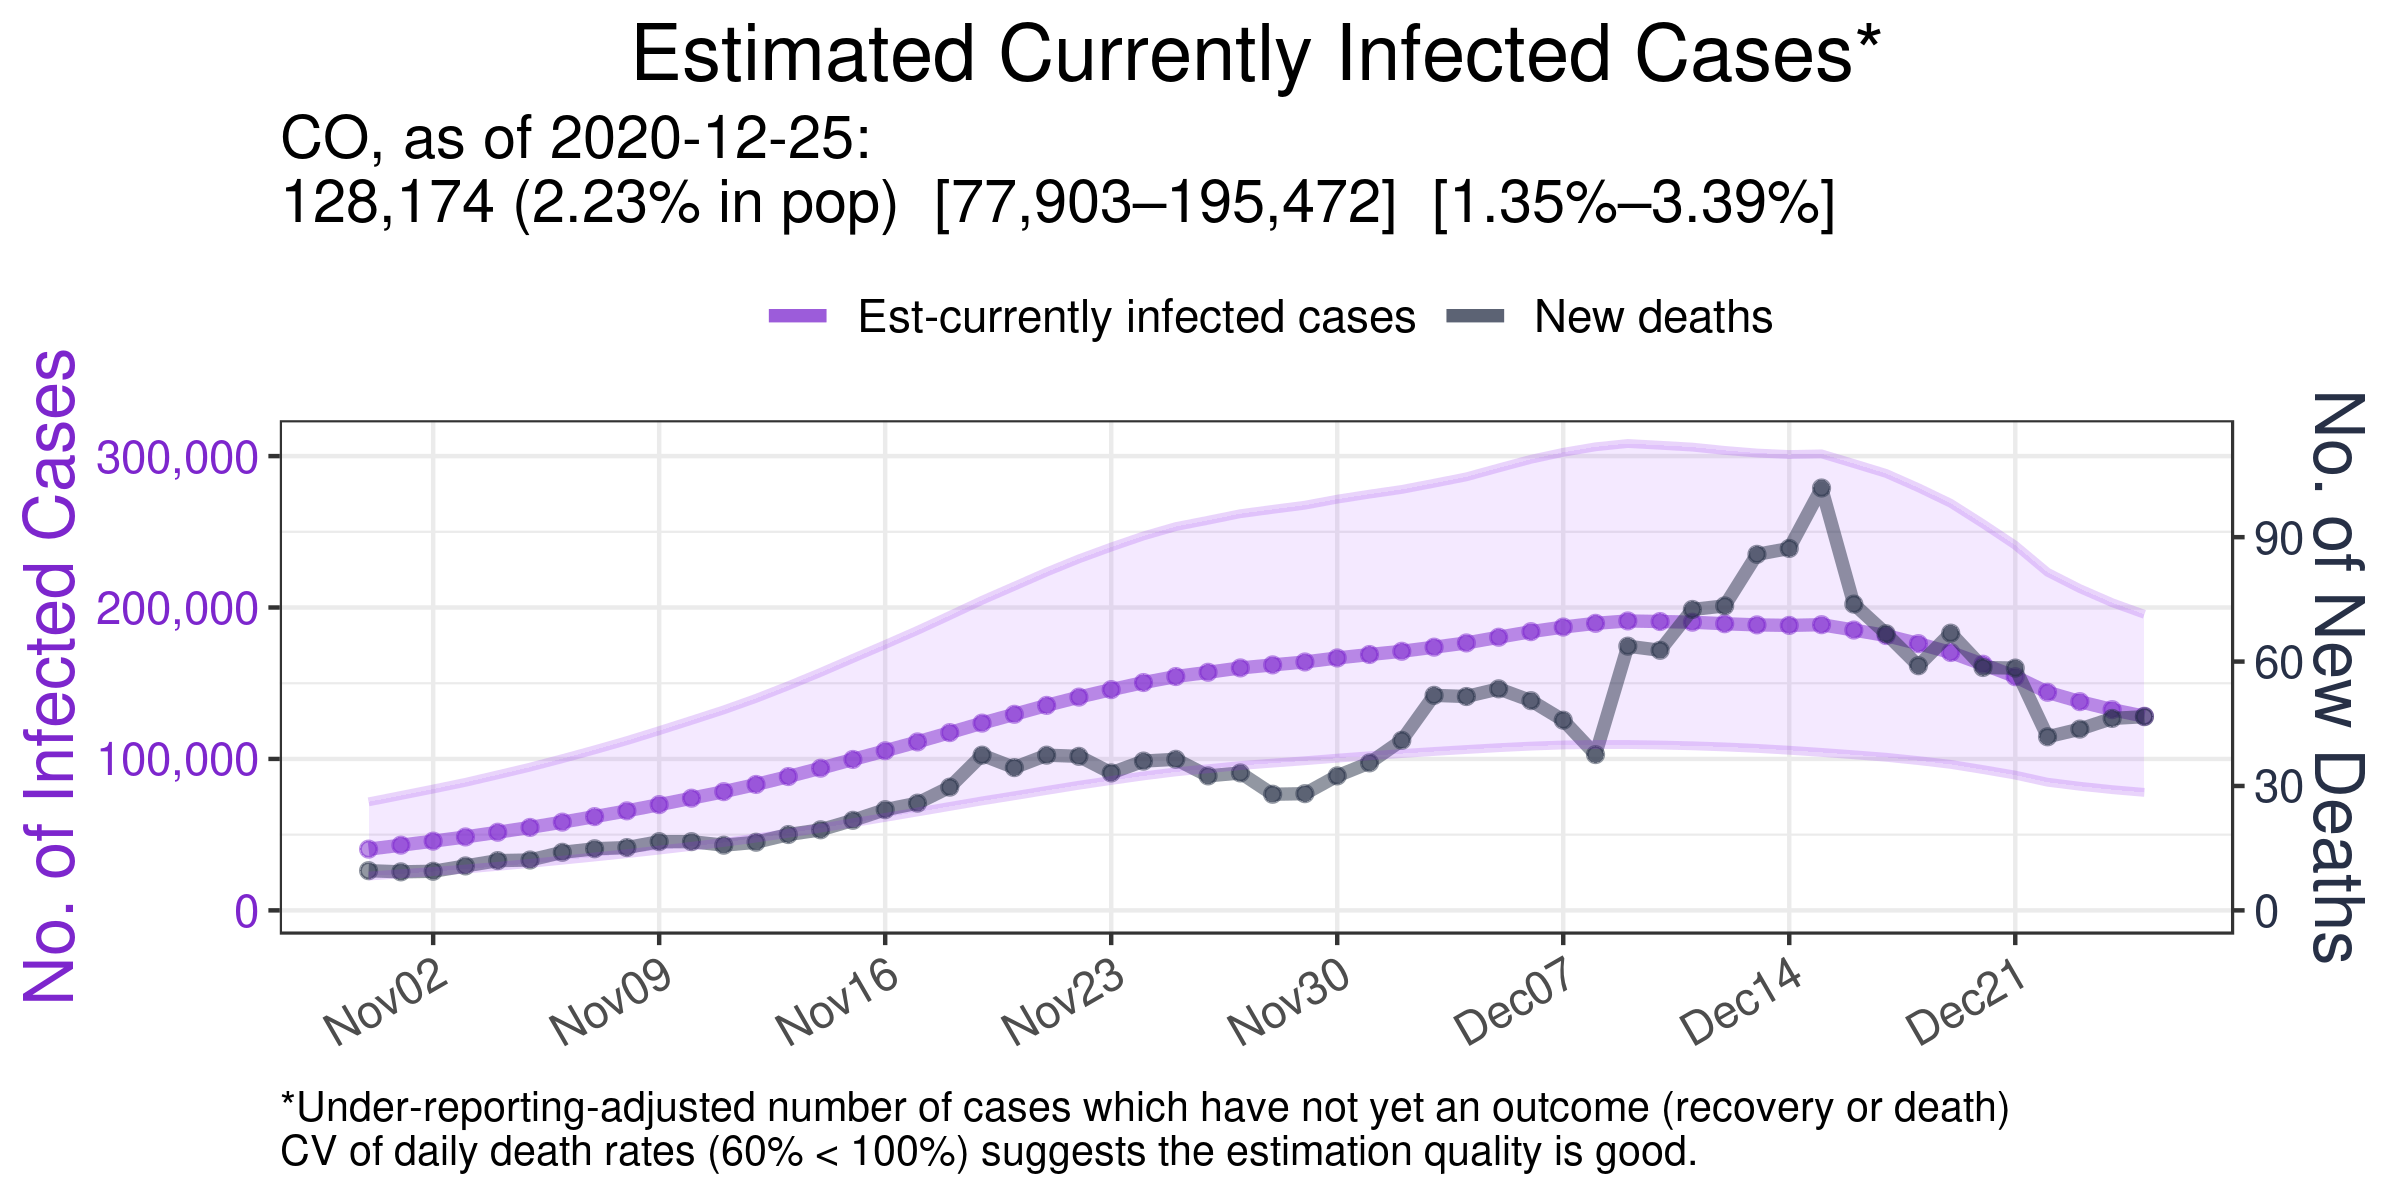 Estimated Currently Infected Cases*
CO, as of 2020-12-25:
128,174 (2.23% in pop)  [77,903–195,472]  [1.35%–3.39%]
Est-currently infected cases
New deaths
No. of Infected Cases
300,000
200,000
100,000
0
No. of New Deaths
90
60
30
0
Nov02
Nov09
Nov16
Nov23
Nov30
Dec07
Dec14
Dec21
*Under-reporting-adjusted number of cases which have not yet an outcome (recovery or death)
CV of daily death rates (60% < 100%) suggests the estimation quality is good.